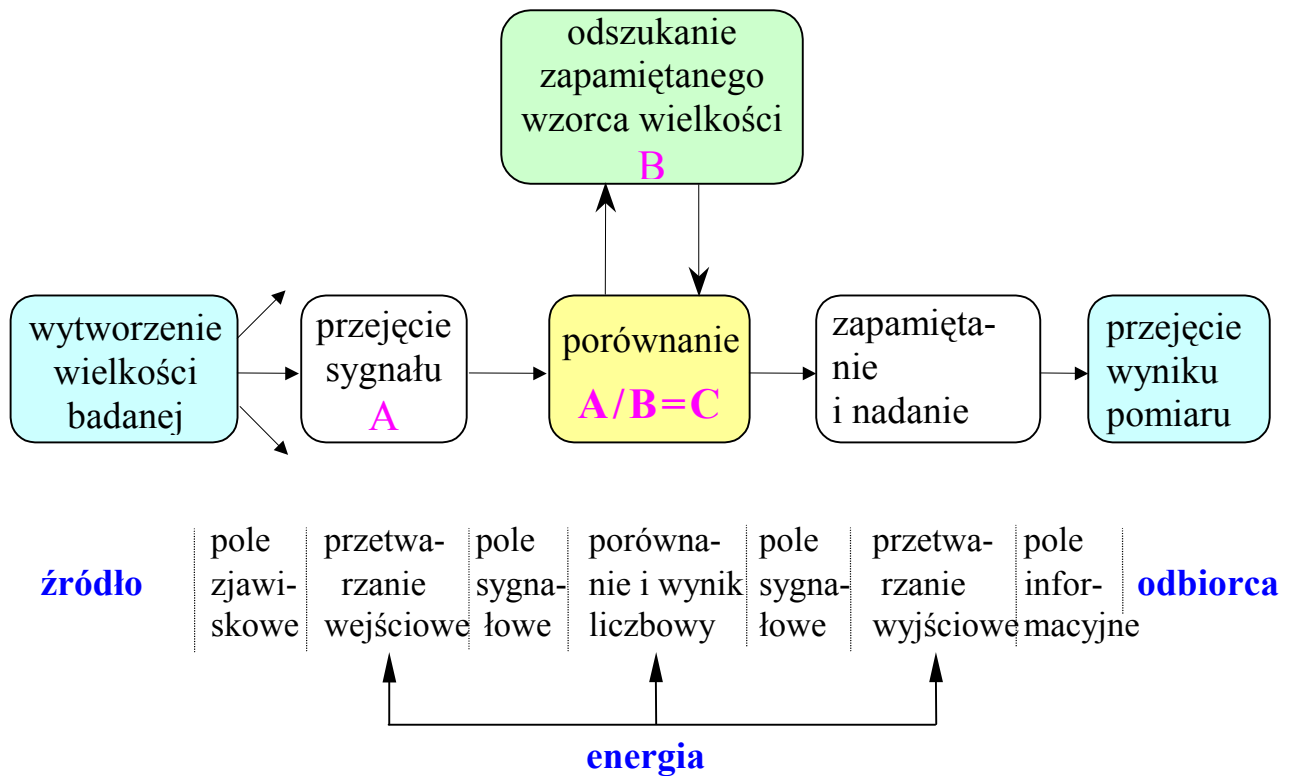 odszukanie
zapamiętanego
wzorca wielkości
B
wytworzenie
wielkości
badanej
przejęcie
sygnału
A
porównanie
A/B=C
zapamięta-
nie
i nadanie
przejęcie
wyniku
pomiaru
źródło
pole
zjawi-
skowe
przetwa-
rzanie
wejściowe
pole
sygna-
łowe
porówna-
nie i wynik
liczbowy
pole
sygna-
łowe
przetwa-
rzanie
wyjściowe
pole
infor-
macyjne
odbiorca
energia